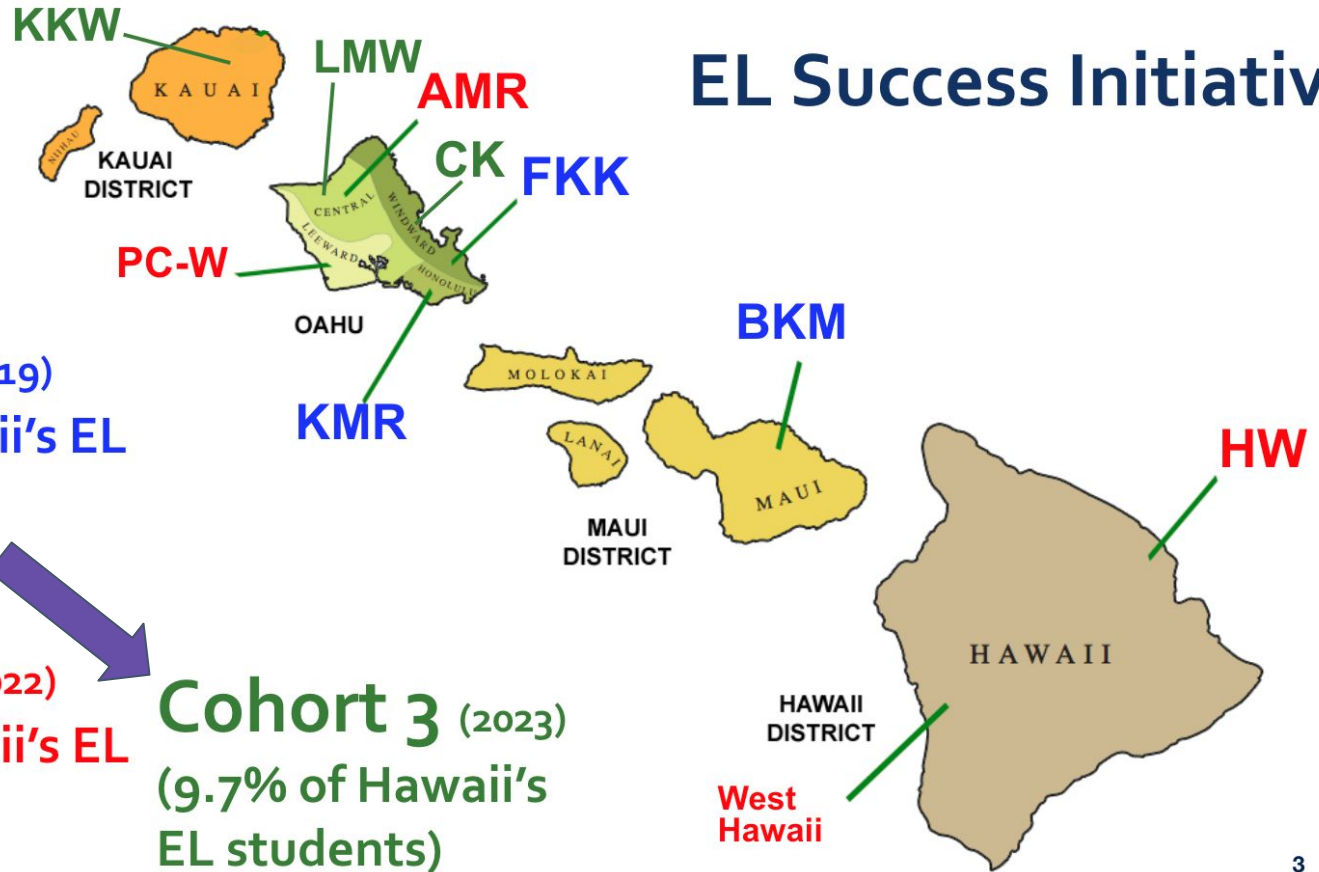 EL Success Initiativ
KKW
LMW
AMR
CK
FKK
KAUAI
NIIHAU
KAUAI
DISTRICT
CENTRAL
WINDWARD
LEEWARD
HONOLULU
PC-W
OAHU
KMR
BKM
MOLOKAI
LANAI
MAUI
MAUI
DISTRICT
HW
HAWAII
HAWAII
DISTRICT
West
Hawaii
19)
ii's EL
022)
ii's EL
Cohort 3 (2023)
(9.7% of Hawaii's
EL students)
3